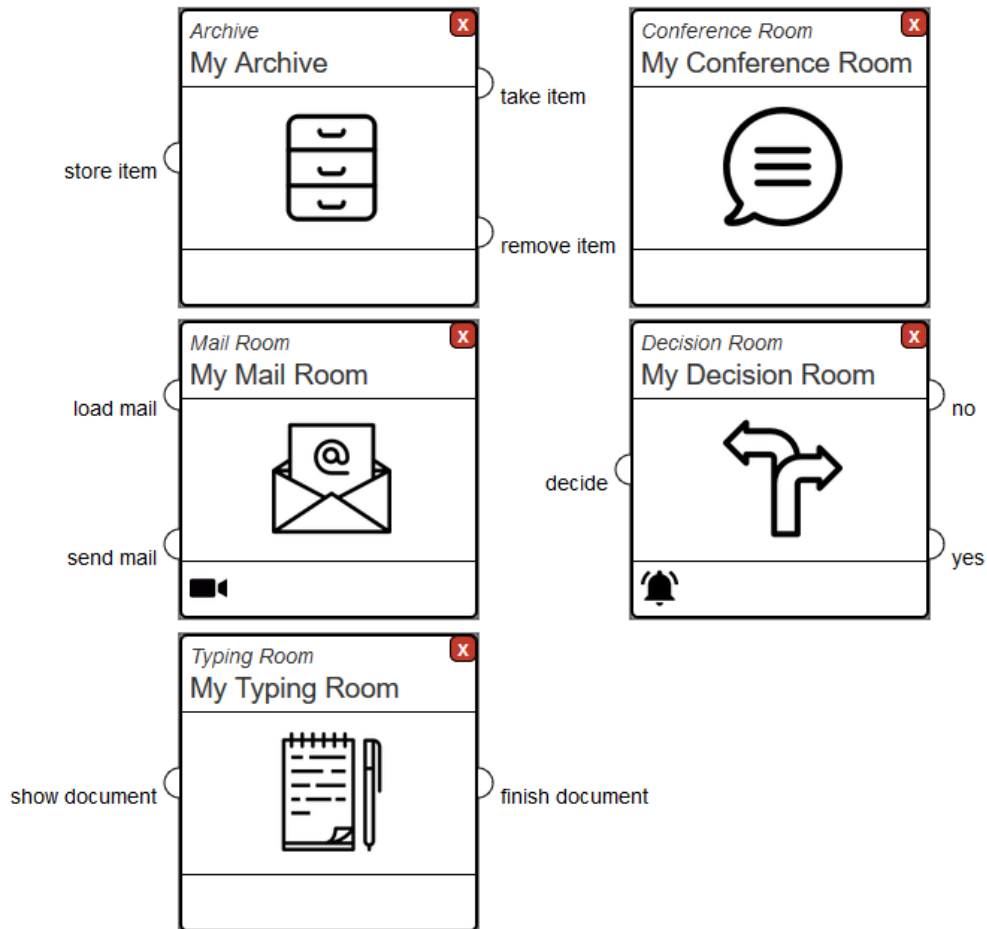 Archive
X
My Archive
take item
store item
remove item
Conference Room
X
My Conference Room
Mail Room
X
My Mail Room
load mail
send mail
@
Decision Room
X
My Decision Room
no
decide
yes
Typing Room
X
My Typing Room
show document
finish document